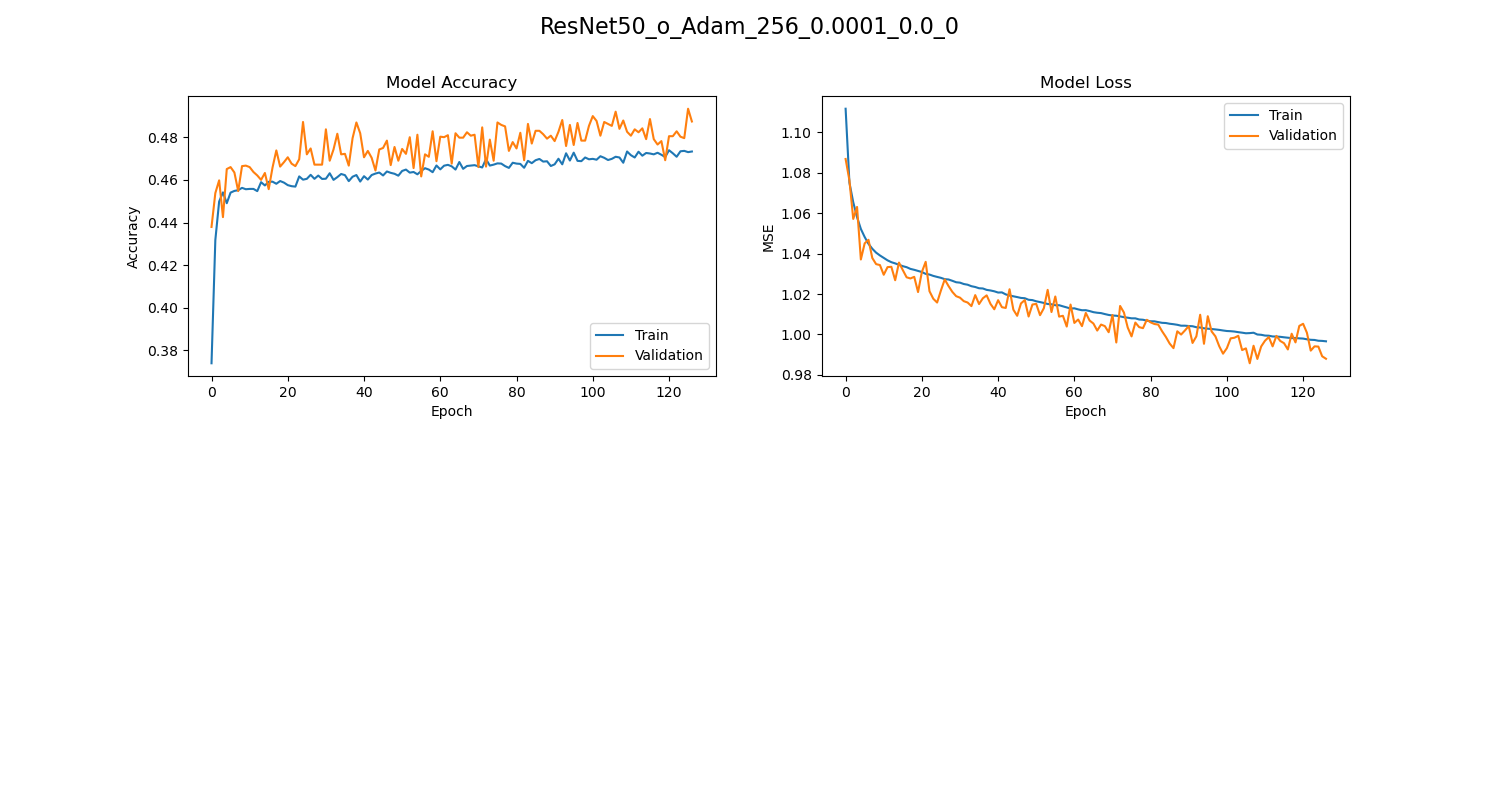 ResNet50_o_Adam_256_0.0001_0.0_0
Model Accuracy
Accuracy
0.48
0.46
0.44
0.42
0.40
0.38
0 20 40 60 80 100 120
Epoch
Train
Validation
Model Loss
MSE
1.10
1.08
1.06
1.04
1.02
1.00
0.98
0 20 40 60 80 100 120
Epoch
Train
Validation